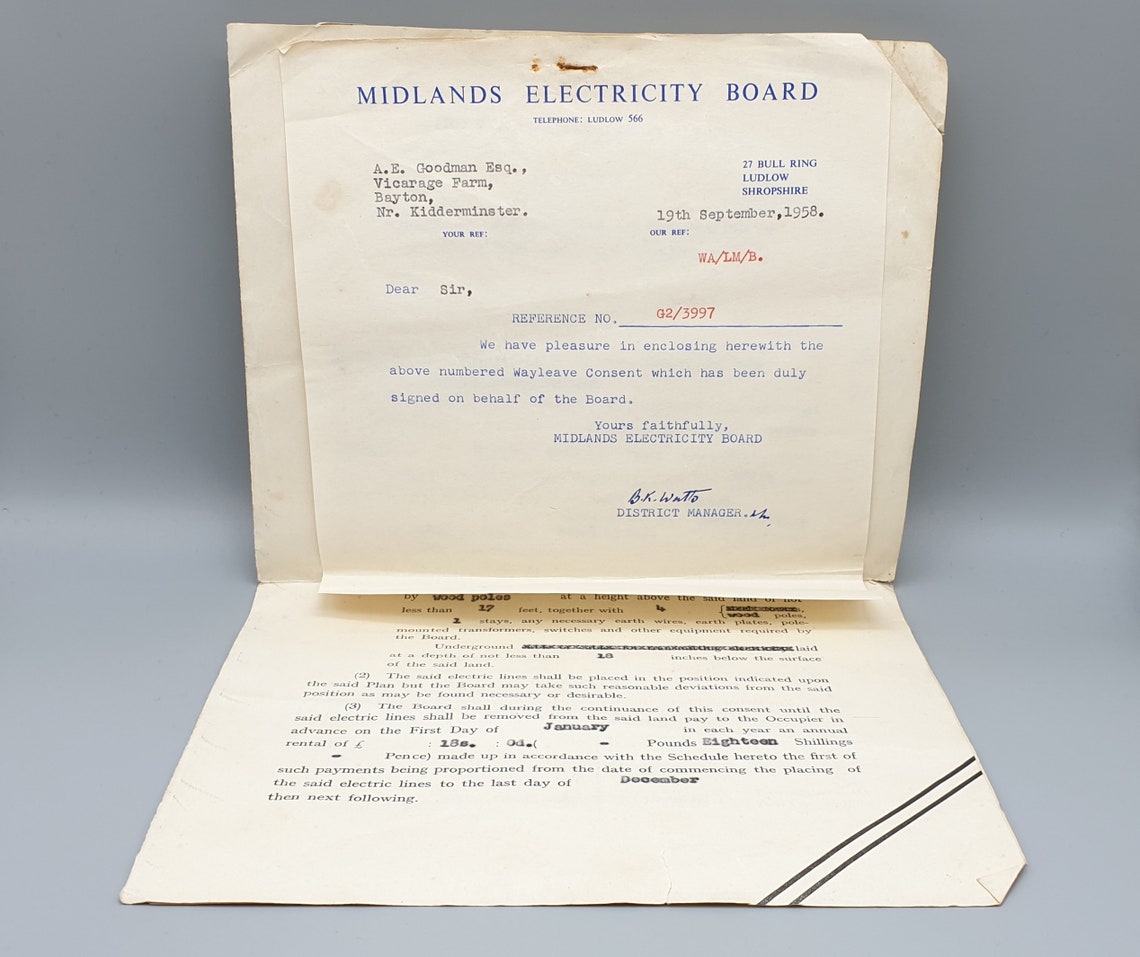 MIDLANDS ELECTRICITY BOARD
TELEPHONE: LUDLOW 566
A.E. Goodman Esq.,
Vicarage Farm,
Bayton,
Nr. Kidderminster.
27 BULL RING
LUDLOW
SHROPSHIRE
19th September, 1958.
YOUR REF:
OUR REF:
WA/LM/B.
Dear Sir,
REFERENCE NO. G2/3997
We have pleasure in enclosing herewith the
above numbered Wayleave Consent which has been duly
signed on behalf of the Board.
Yours faithfully,
MIDLANDS ELECTRICITY BOARD
B.K. Watts
DISTRICT MANAGER.
by wood poles at a height above the said land of not
less than 17 feet, together with 4
wood poles,
1 stays, any necessary earth wires, earth plates, pole-
mounted transformers, switches and other equipment required by
the Board.
Underground laid
at a depth of not less than 18 inches below the surface
of the said land.
(2) The said electric lines shall be placed in the position indicated upon
the said Plan but the Board may take such reasonable deviations from the said
position as may be found necessary or desirable.
(3) The Board shall during the continuance of this consent until the
said electric lines shall be removed from the said land pay to the Occupier in
advance on the First Day of January in each year an annual
rental of £ : 18s. : 0d.( - Pounds Eighteen Shillings
- Pence) made up in accordance with the Schedule hereto the first of
such payments being proportioned from the date of commencing the placing of
the said electric lines to the last day of December
then next following.